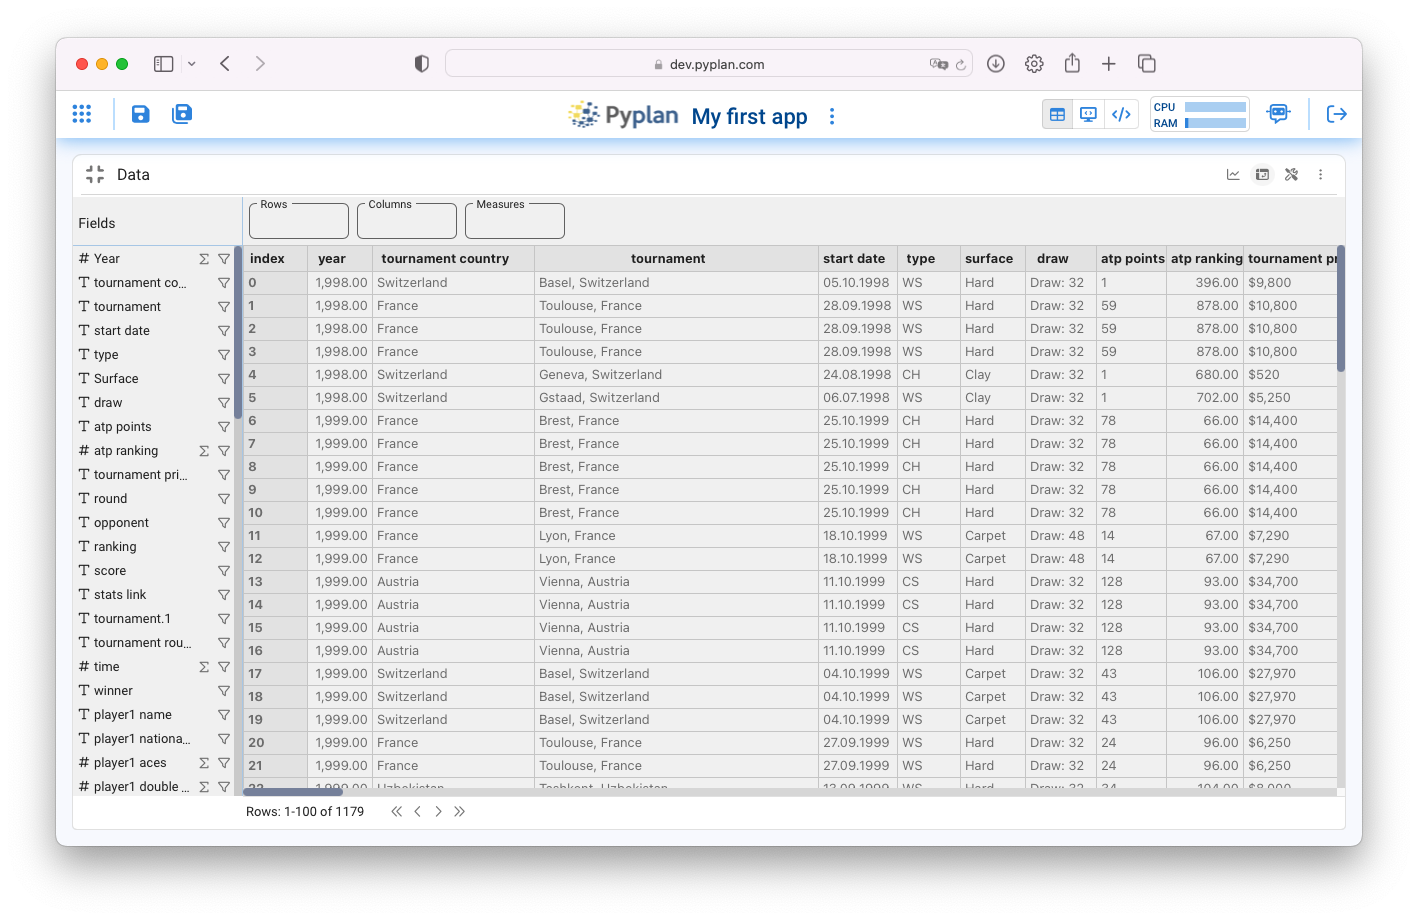 dev.pyplan.com
Pyplan My first app
CPU
RAM
Data
Fields
Rows Columns Measures
# Year
tournament co...
tournament
start date
type
Surface
draw
atp points
# atp ranking
tournament pri...
round
opponent
ranking
score
stats link
tournament.1
tournament rou...
# time
winner
player1 name
player1 nationa...
# player1 aces
# player1 double ...
index year tournament country tournament start date type surface draw atp points atp ranking tournament pr
0 1,998.00 Switzerland Basel, Switzerland 05.10.1998 WS Hard Draw: 32 1 396.00 $9,800
1 1,998.00 France Toulouse, France 28.09.1998 WS Hard Draw: 32 59 878.00 $10,800
2 1,998.00 France Toulouse, France 28.09.1998 WS Hard Draw: 32 59 878.00 $10,800
3 1,998.00 France Toulouse, France 28.09.1998 WS Hard Draw: 32 59 878.00 $10,800
4 1,998.00 Switzerland Geneva, Switzerland 24.08.1998 CH Clay Draw: 32 1 680.00 $520
5 1,998.00 Switzerland Gstaad, Switzerland 06.07.1998 WS Clay Draw: 32 1 702.00 $5,250
6 1,999.00 France Brest, France 25.10.1999 CH Hard Draw: 32 78 66.00 $14,400
7 1,999.00 France Brest, France 25.10.1999 CH Hard Draw: 32 78 66.00 $14,400
8 1,999.00 France Brest, France 25.10.1999 CH Hard Draw: 32 78 66.00 $14,400
9 1,999.00 France Brest, France 25.10.1999 CH Hard Draw: 32 78 66.00 $14,400
10 1,999.00 France Brest, France 25.10.1999 CH Hard Draw: 32 78 66.00 $14,400
11 1,999.00 France Lyon, France 18.10.1999 WS Carpet Draw: 48 14 67.00 $7,290
12 1,999.00 France Lyon, France 18.10.1999 WS Carpet Draw: 48 14 67.00 $7,290
13 1,999.00 Austria Vienna, Austria 11.10.1999 CS Hard Draw: 32 128 93.00 $34,700
14 1,999.00 Austria Vienna, Austria 11.10.1999 CS Hard Draw: 32 128 93.00 $34,700
15 1,999.00 Austria Vienna, Austria 11.10.1999 CS Hard Draw: 32 128 93.00 $34,700
16 1,999.00 Austria Vienna, Austria 11.10.1999 CS Hard Draw: 32 128 93.00 $34,700
17 1,999.00 Switzerland Basel, Switzerland 04.10.1999 WS Carpet Draw: 32 43 106.00 $27,970
18 1,999.00 Switzerland Basel, Switzerland 04.10.1999 WS Carpet Draw: 32 43 106.00 $27,970
19 1,999.00 Switzerland Basel, Switzerland 04.10.1999 WS Carpet Draw: 32 43 106.00 $27,970
20 1,999.00 France Toulouse, France 27.09.1999 WS Hard Draw: 32 24 96.00 $6,250
21 1,999.00 France Toulouse, France 27.09.1999 WS Hard Draw: 32 24 96.00 $6,250
Rows: 1-100 of 1179